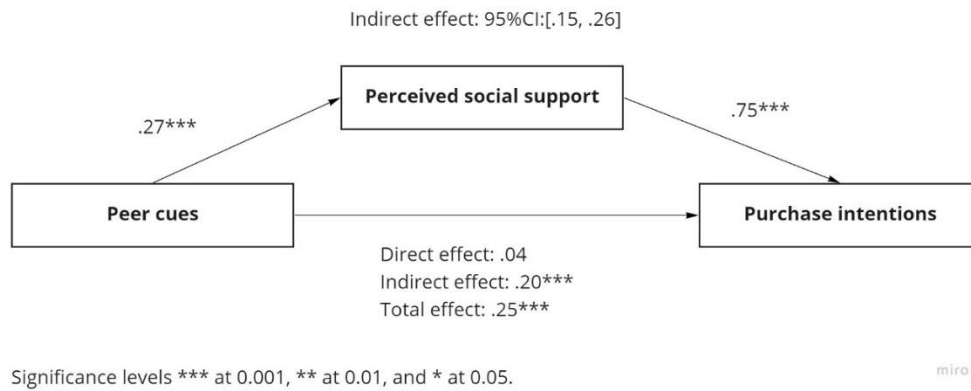 Indirect effect: 95%CI:[.15, .26]
Perceived social support
.27***
.75***
Peer cues
Purchase intentions
Direct effect: .04
Indirect effect: .20***
Total effect: .25***
Significance levels *** at 0.001, ** at 0.01, and * at 0.05.
miro